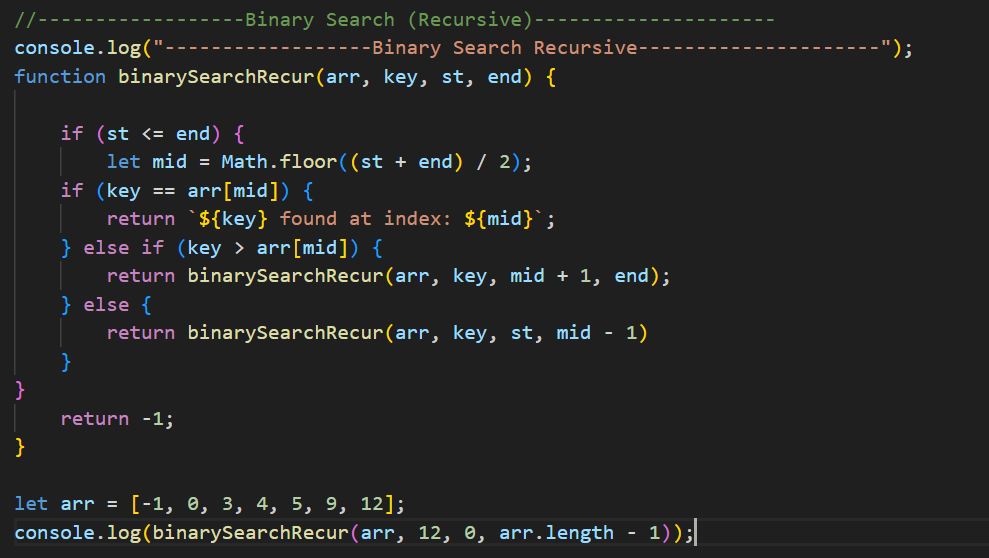 //------------------Binary Search (Recursive)---------------------
console.log("------------------Binary Search Recursive---------------------");
function binarySearchRecur(arr, key, st, end) {
if (st <= end) {
let mid = Math.floor((st + end) / 2);
if (key == arr[mid]) {
return `${key} found at index: ${mid}`;
} else if (key > arr[mid]) {
return binarySearchRecur(arr, key, mid + 1, end);
} else {
return binarySearchRecur(arr, key, st, mid - 1)
}
}
return -1;
}
let arr = [-1, 0, 3, 4, 5, 9, 12];
console.log(binarySearchRecur(arr, 12, 0, arr.length - 1));